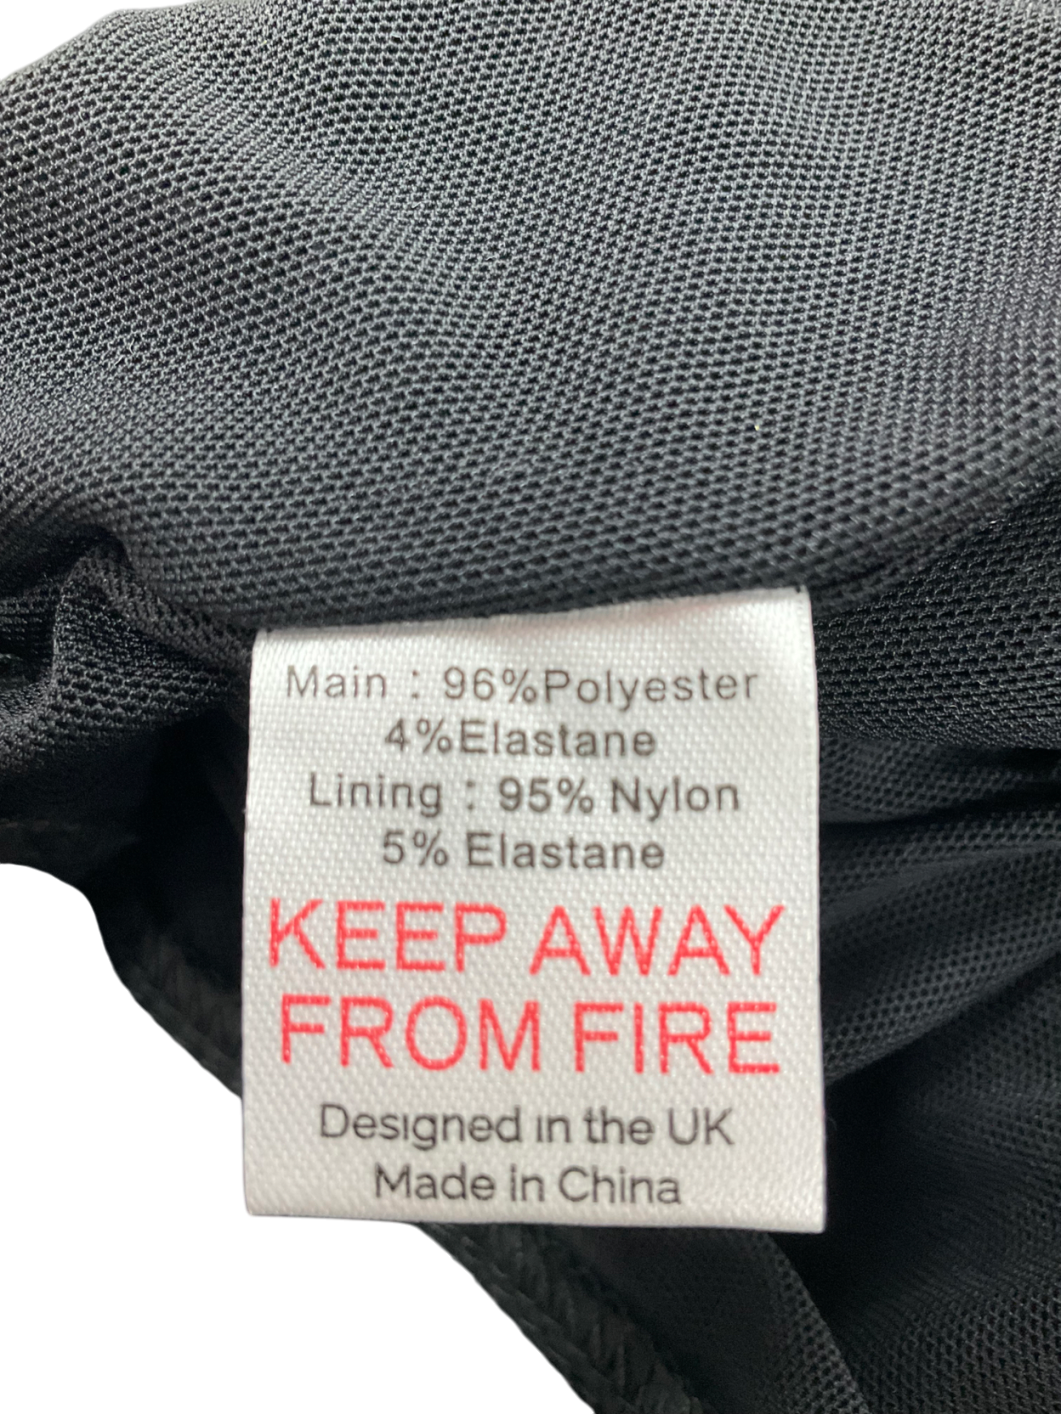 Main : 96%Polyester
4%Elastane
Lining : 95% Nylon
5% Elastane
KEEP AWAY
FROM FIRE
Designed in the UK
Made in China